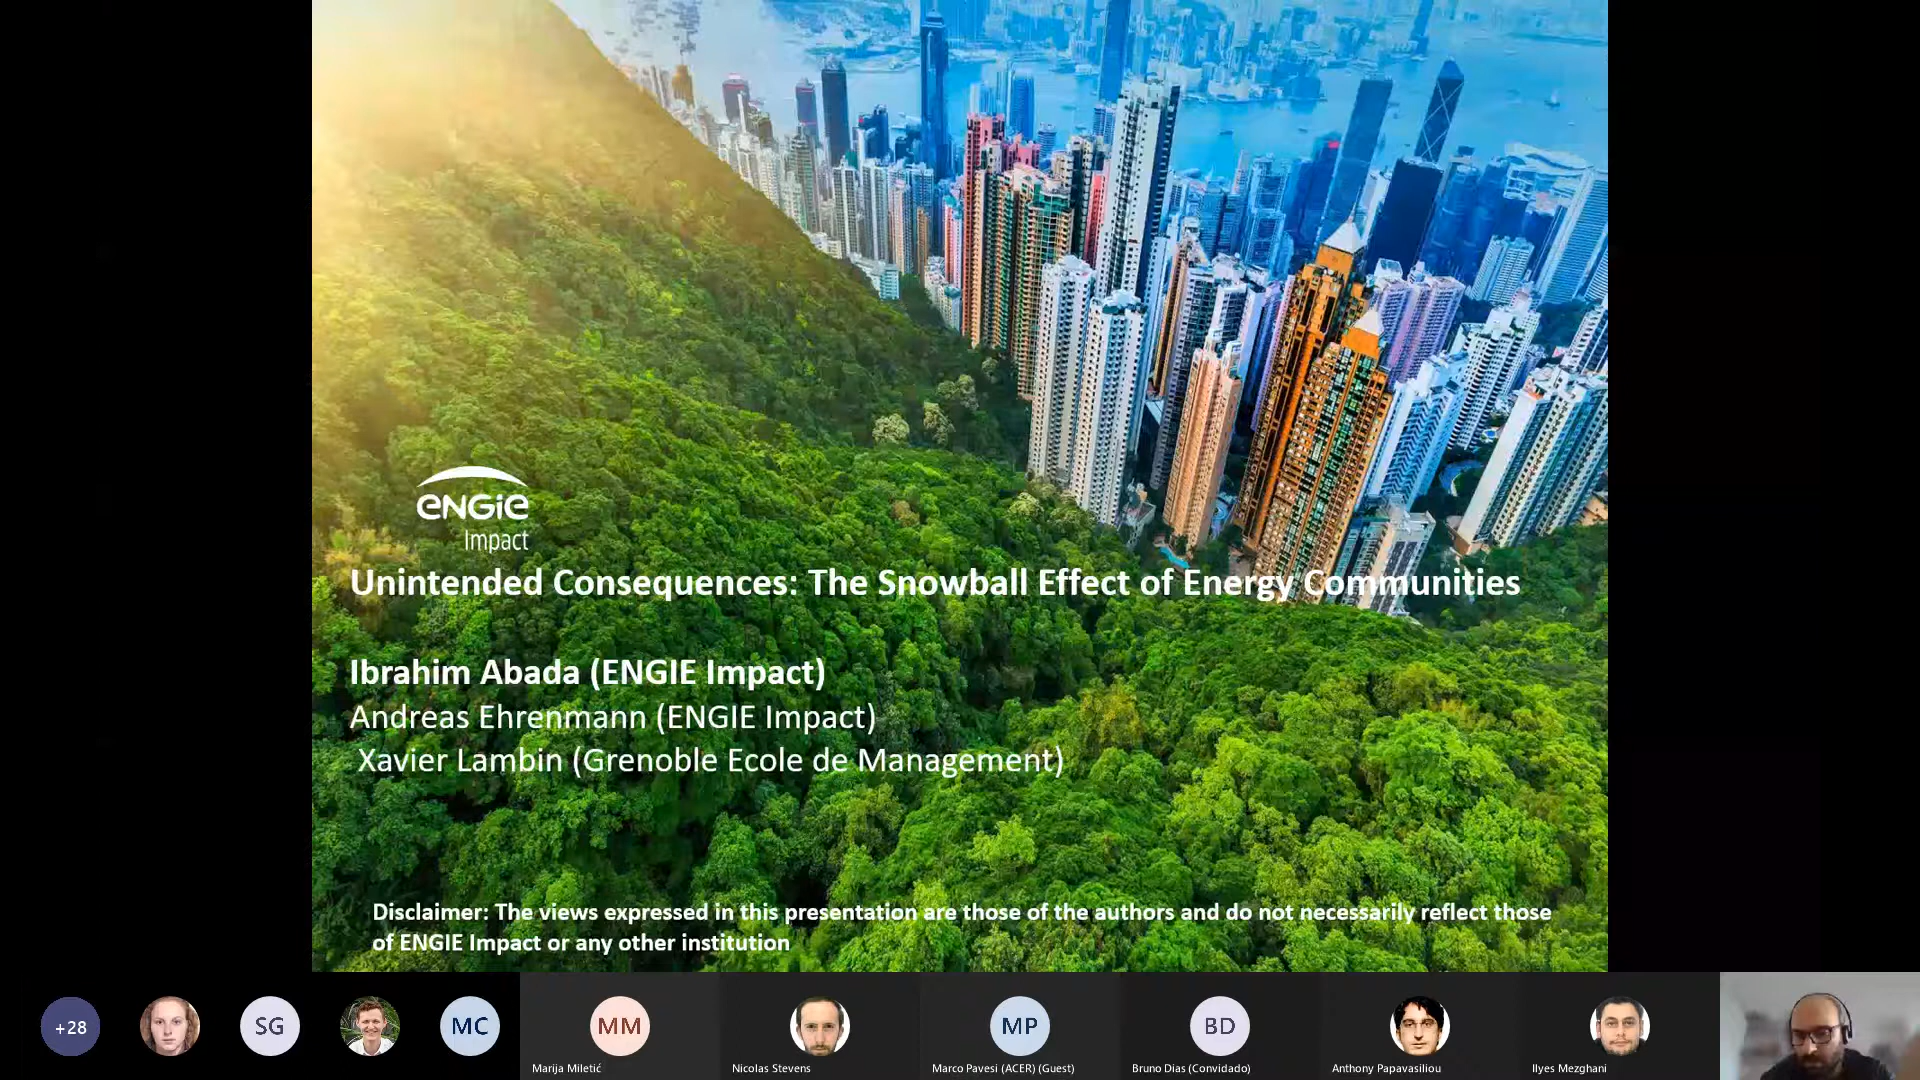 ENGIE
Impact
Unintended Consequences: The Snowball Effect of Energy Communities
Ibrahim Abada (ENGIE Impact)
Andreas Ehrenmann (ENGIE Impact)
Xavier Lambin (Grenoble Ecole de Management)
Disclaimer: The views expressed in this presentation are those of the authors and do not necessarily reflect those
of ENGIE Impact or any other institution
+28
SG
MC
MM
MP
BD
Marija Miletić
Nicolas Stevens
Marco Pavesi (ACER) (Guest)
Bruno Dias (Convidado)
Anthony Papavasiliou
Ilyes Mezghani